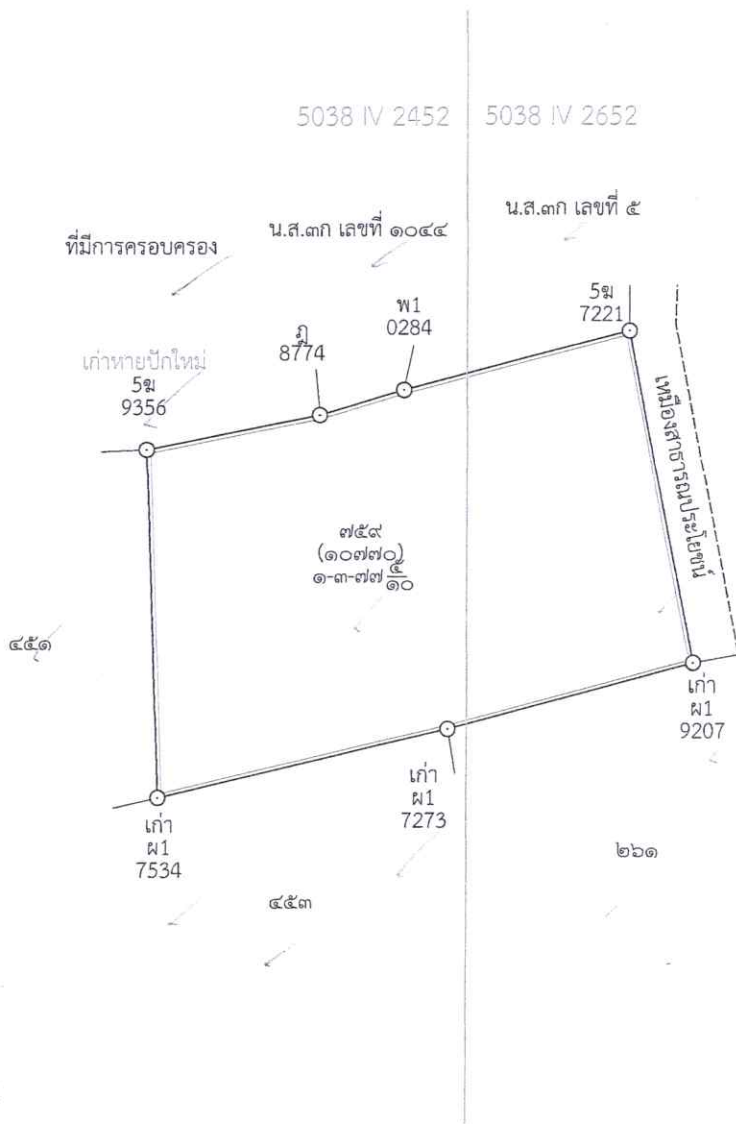 5038 IV 2452
5038 IV 2652
น.ส.๓ก เลขที่ ๕
น.ส.๓ก เลขที่ ๑๐๔๔
ที่มีการครอบครอง
5ฆ
7221
พ1
0284
ฎ
8774
เก่าหายปักใหม่
5ฆ
9356
เหมืองสาธารณประโยชน์
๗๕๙
(๑๐๗๗๐)
๑-๓-๗๗ ๕/๑๐
๔๕๑
เก่า
ผ1
9207
เก่า
ผ1
7273
เก่า
ผ1
7534
๒๖๑
๔๕๓